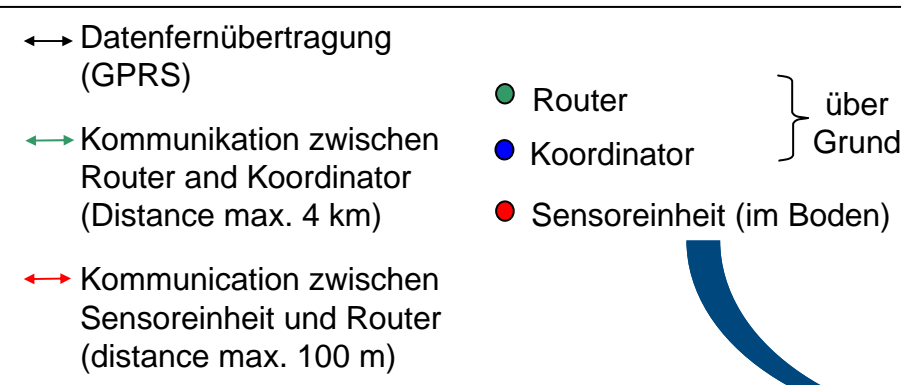 Datenfernübertragung
(GPRS)
Kommunikation zwischen
Router and Koordinator
(Distance max. 4 km)
Kommunication zwischen
Sensoreinheit und Router
(distance max. 100 m)
Router
Koordinator
über
Grund
Sensoreinheit (im Boden)